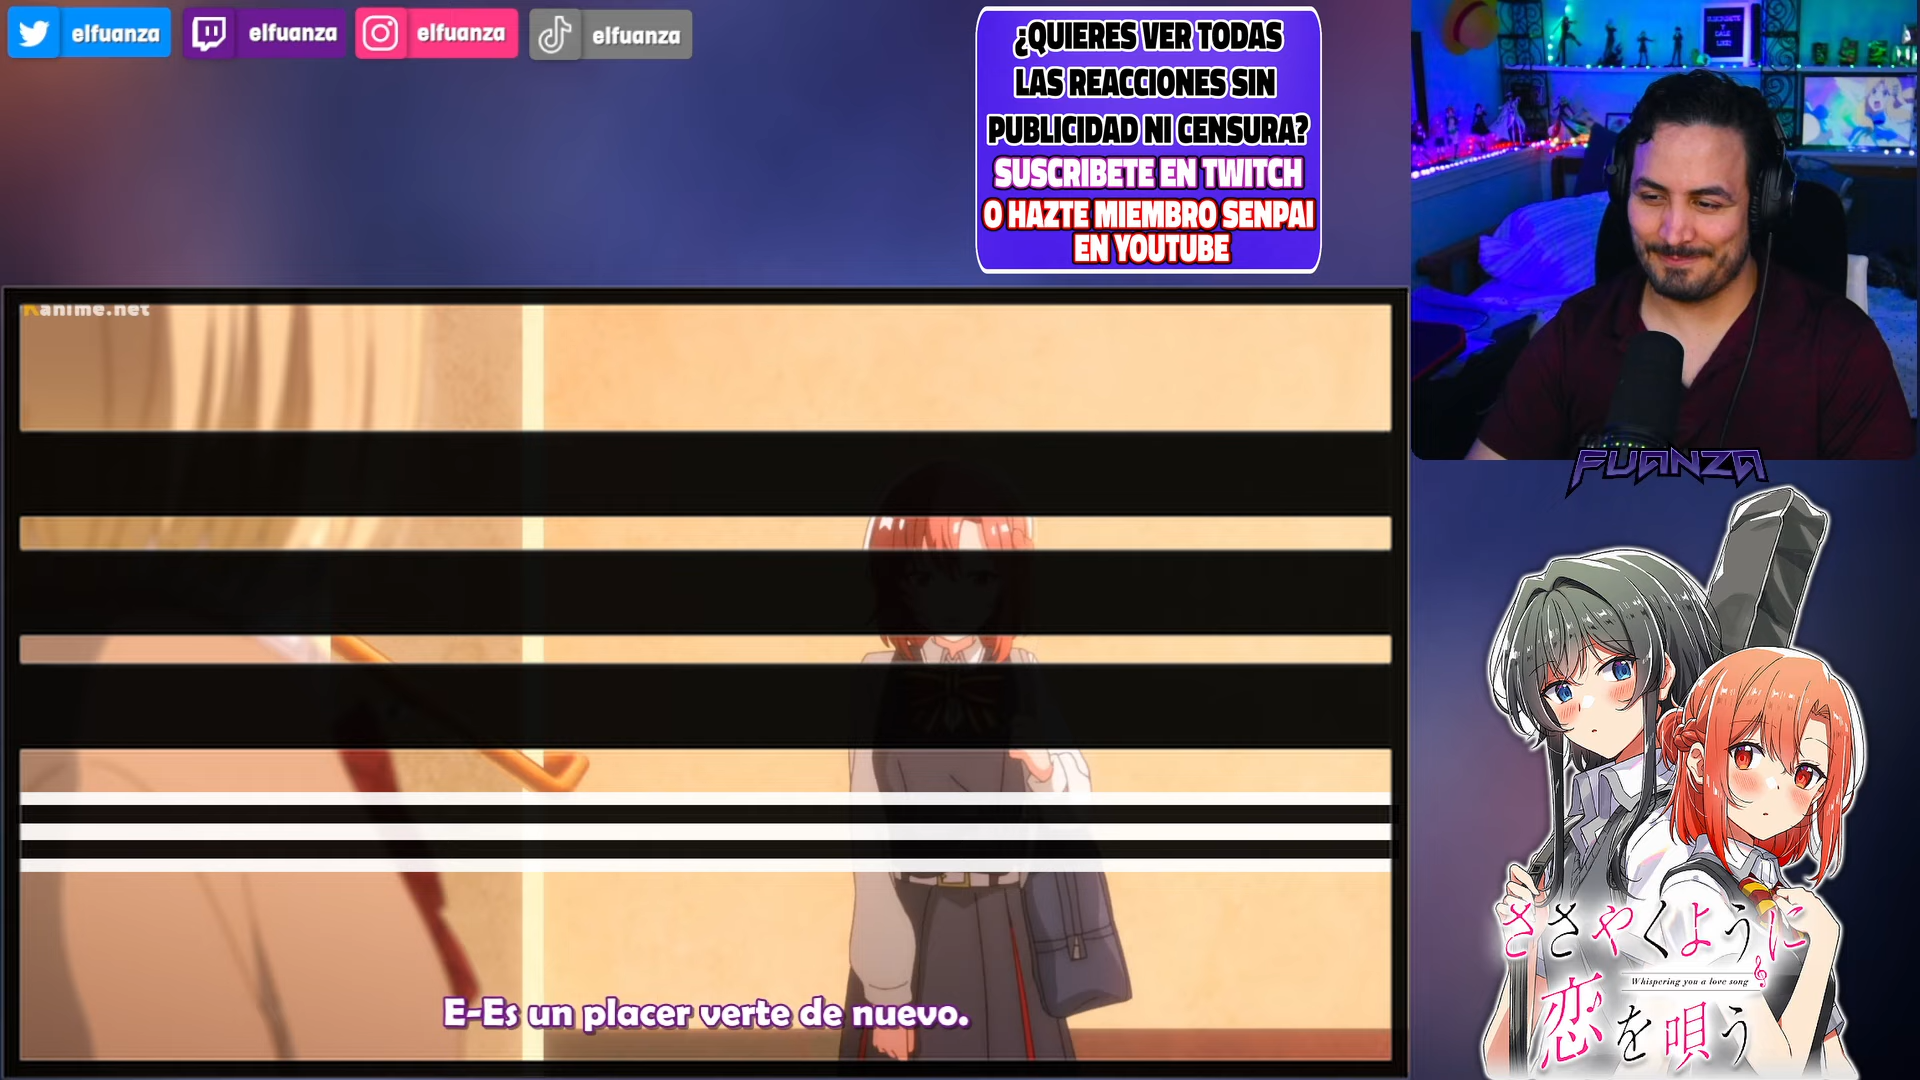 elfuanza elfuanza elfuanza elfuanza
¿QUIERES VER TODAS
LAS REACCIONES SIN
PUBLICIDAD NI CENSURA?
SUSCRIBETE EN TWITCH
O HAZTE MIEMBRO SENPAI
EN YOUTUBE
anime.net
FUANZA
ささやくように
Whispering you a love song
恋を唄う
E-Es un placer verte de nuevo.